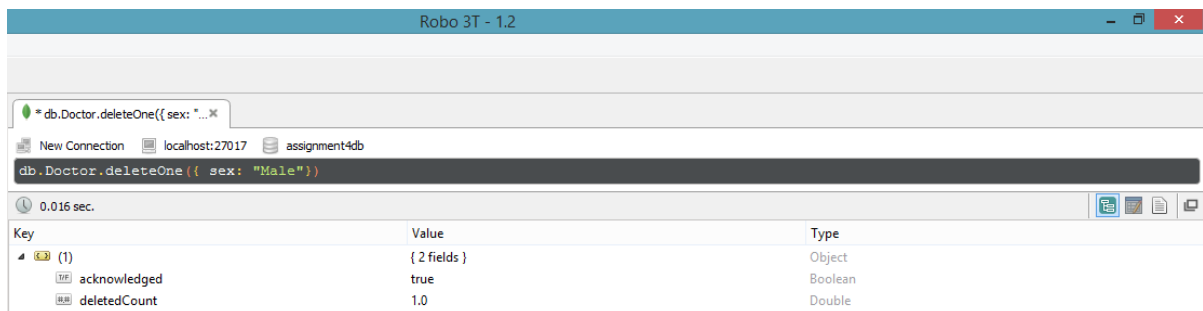 Robo 3T - 1.2
* db.Doctor.deleteOne({ sex: "...
New Connection localhost:27017 assignment4db
db.Doctor.deleteOne({ sex: "Male"})
0.016 sec.
Key Value Type
(1) { 2 fields } Object
T/F acknowledged true Boolean
#.# deletedCount 1.0 Double